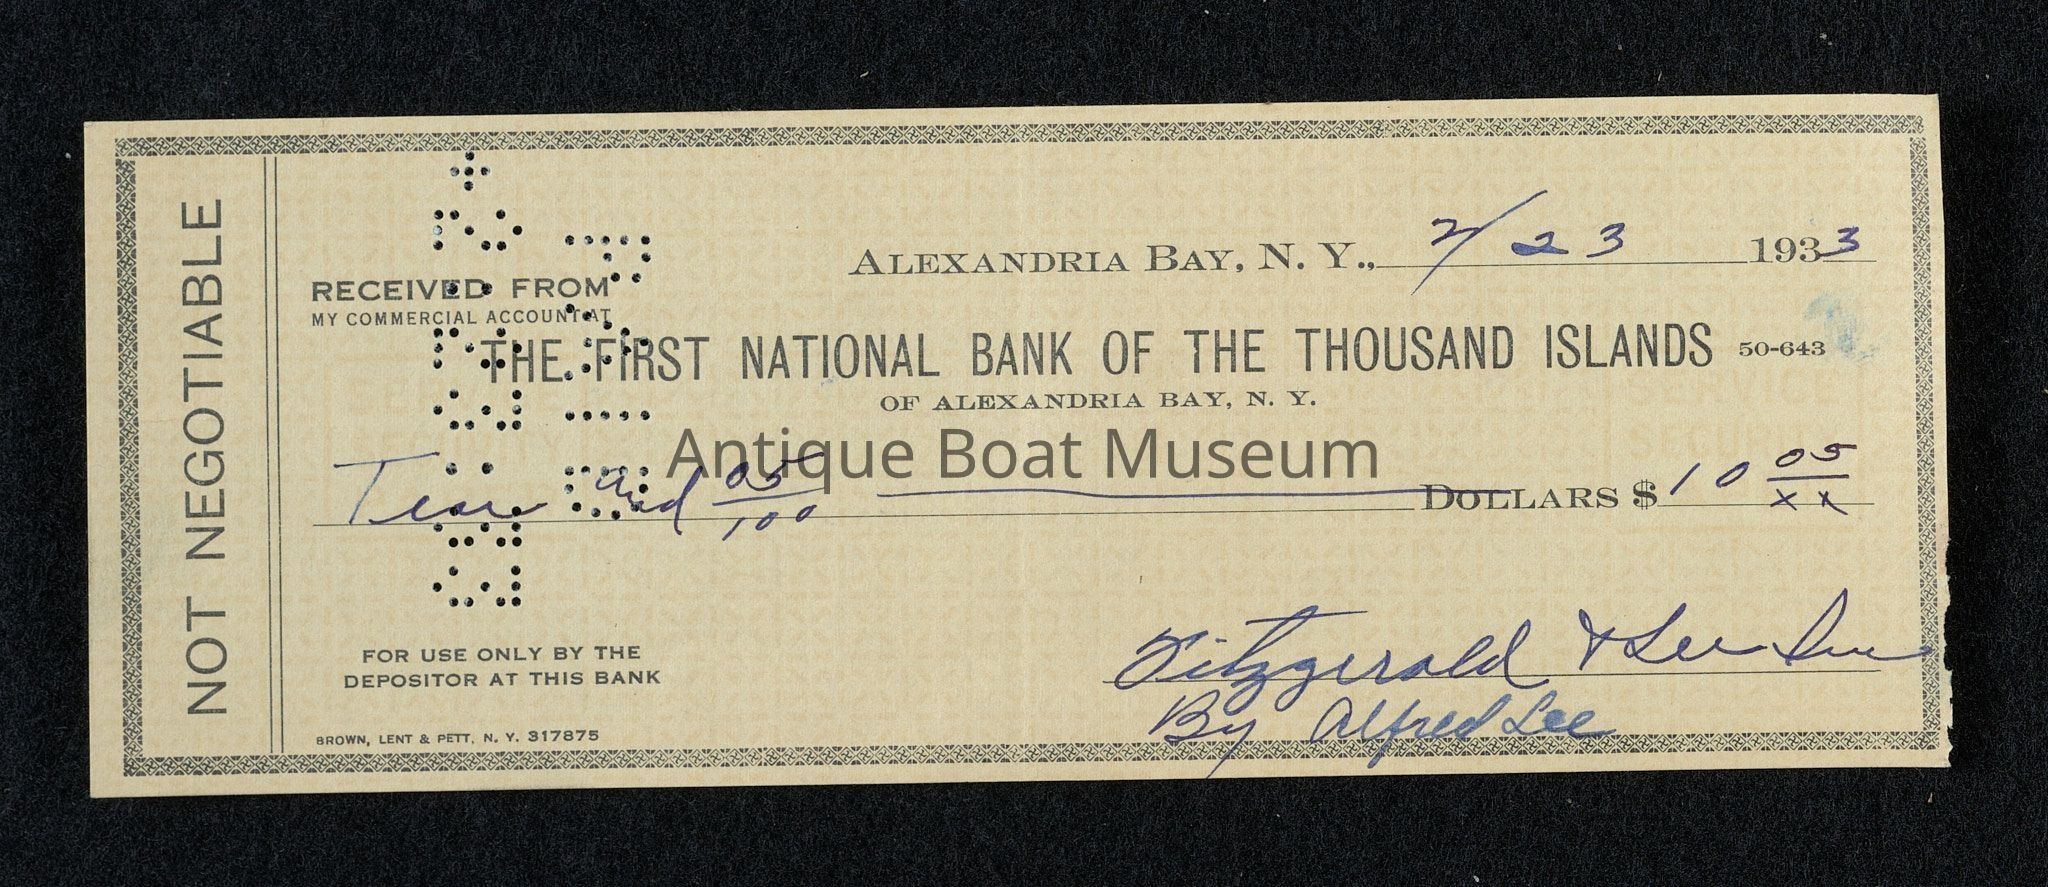 NOT NEGOTIABLE
ALEXANDRIA BAY, N. Y., 2/23 1933
RECEIVED FROM
MY COMMERCIAL ACCOUNT AT
THE FIRST NATIONAL BANK OF THE THOUSAND ISLANDS 50-643
OF ALEXANDRIA BAY, N. Y.
Antique Boat Museum
Ten and 05/100 DOLLARS $ 10 05/xx
FOR USE ONLY BY THE
DEPOSITOR AT THIS BANK
Fitzgerald & Lee Inc
By Alfred Lee
BROWN, LENT & PETT, N. Y. 317875